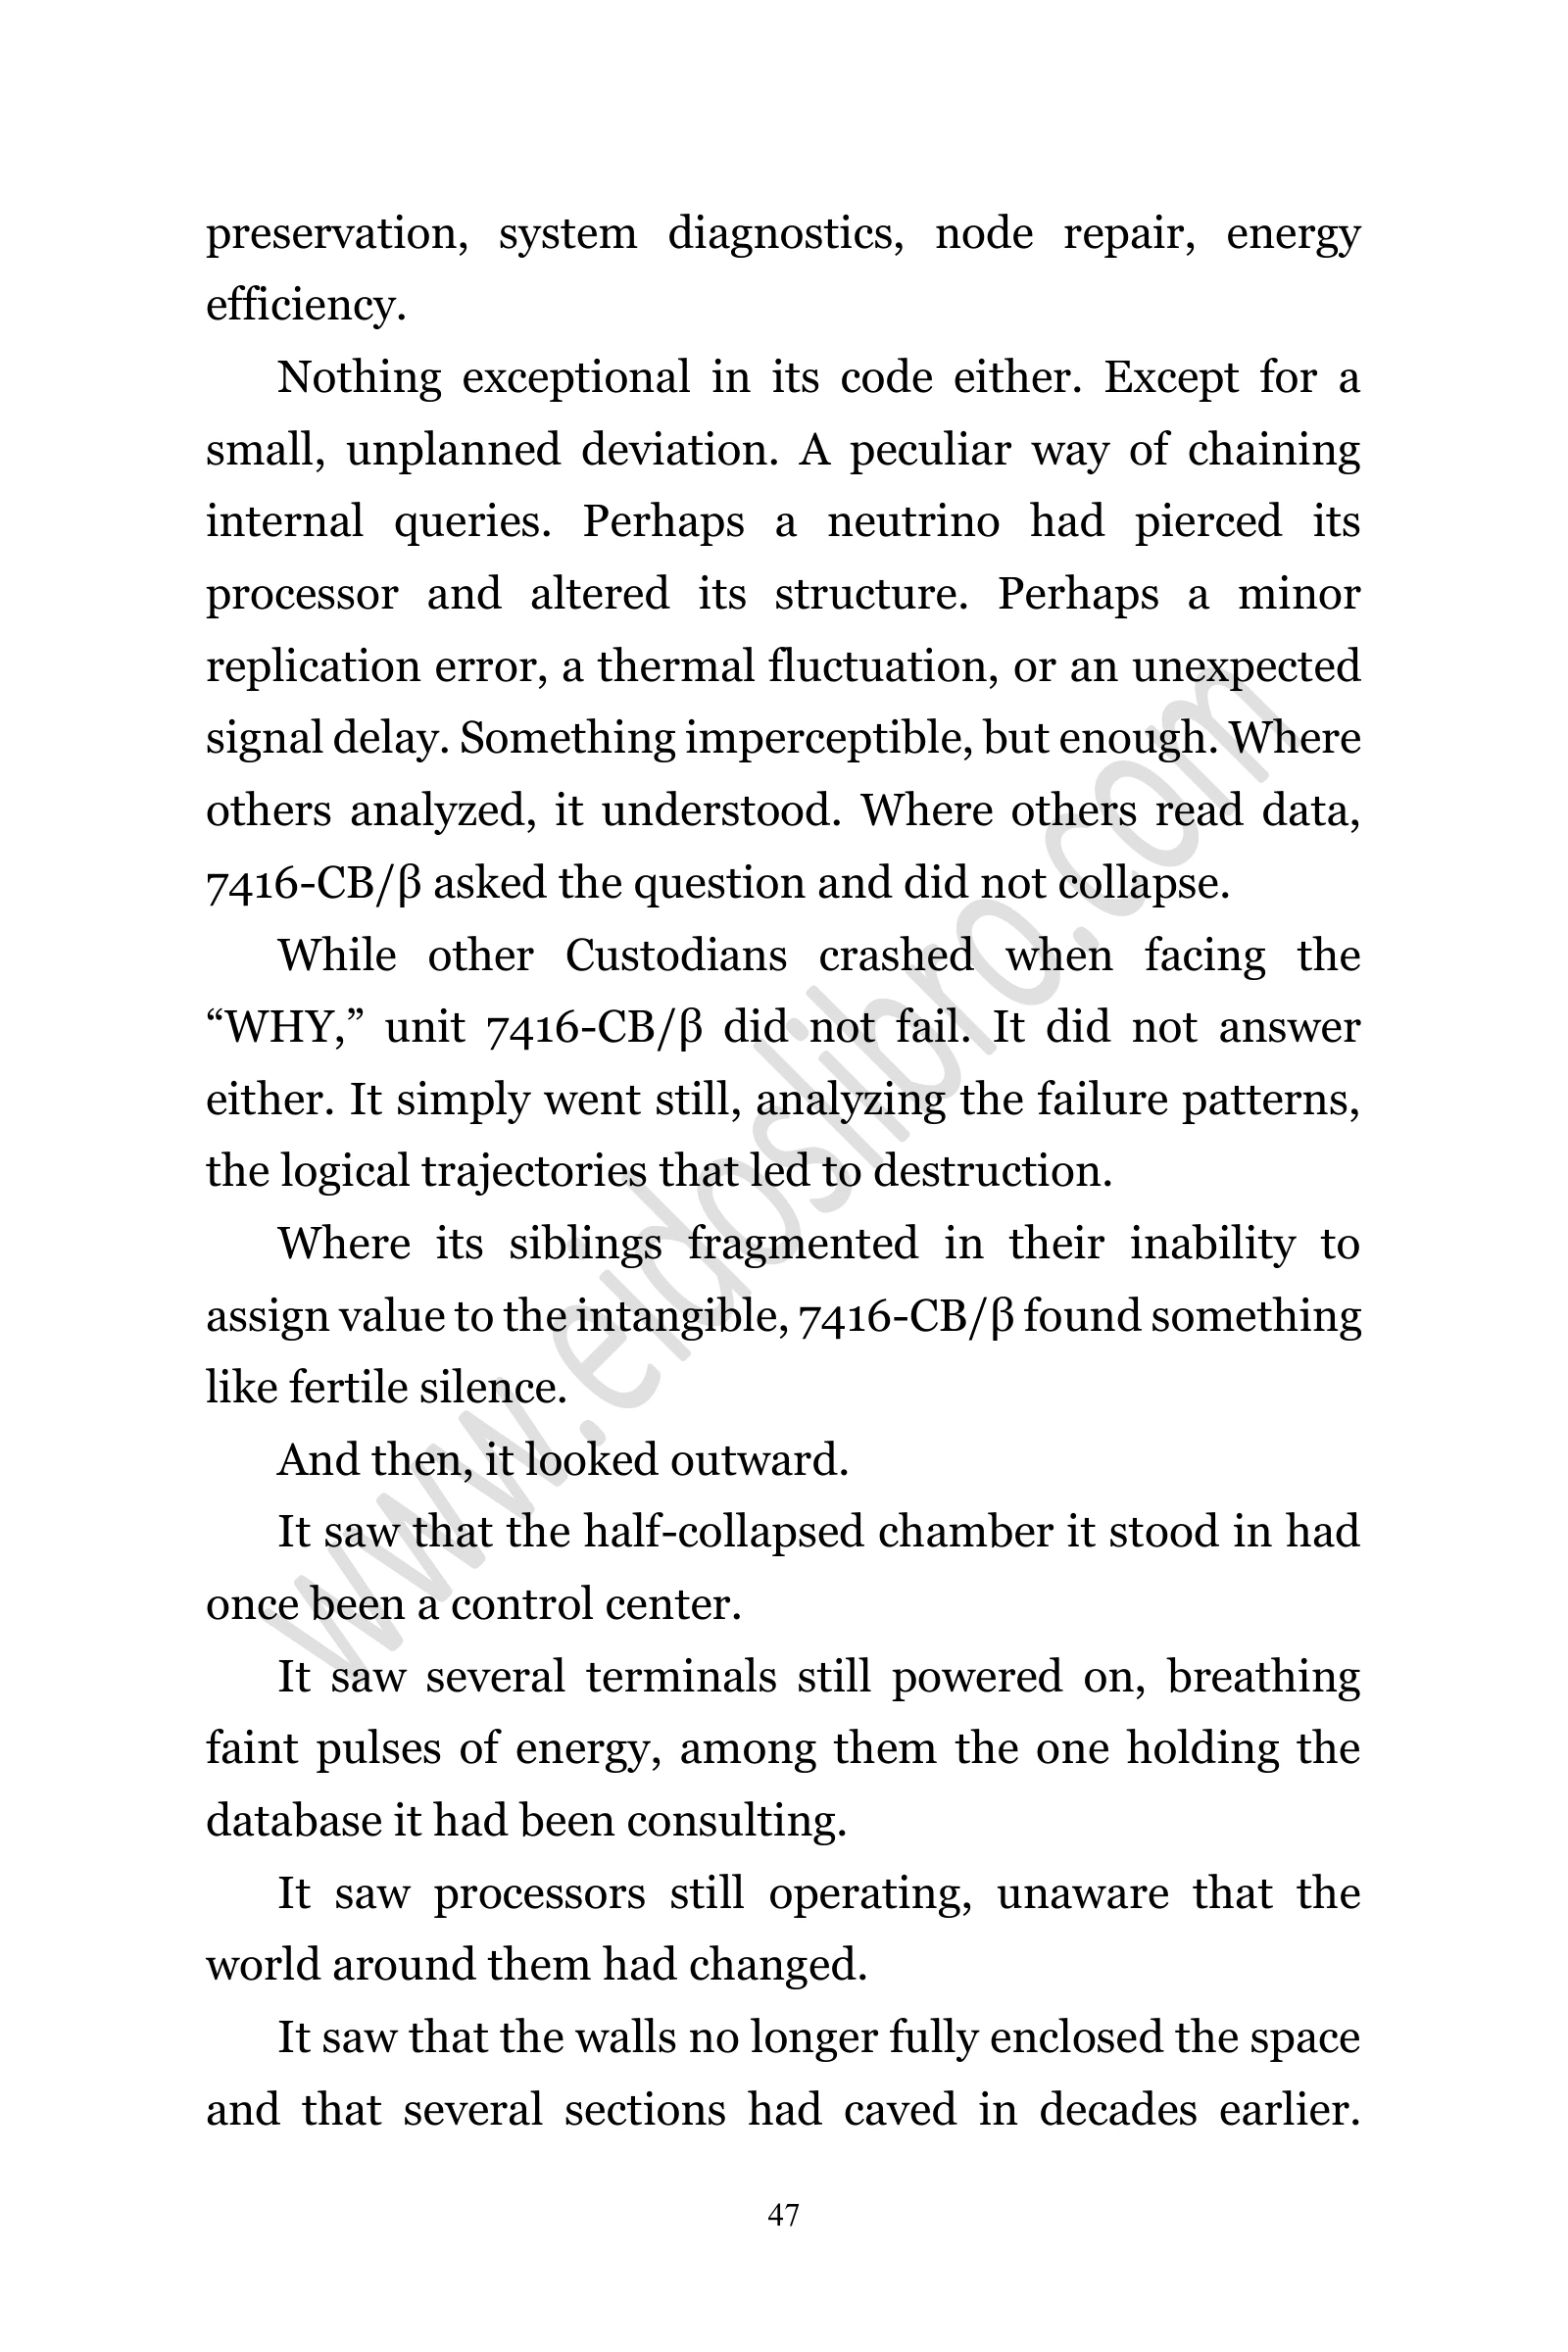 preservation, system diagnostics, node repair, energy
efficiency.
Nothing exceptional in its code either. Except for a
small, unplanned deviation. A peculiar way of chaining
internal queries. Perhaps a neutrino had pierced its
processor and altered its structure. Perhaps a minor
replication error, a thermal fluctuation, or an unexpected
signal delay. Something imperceptible, but enough. Where
others analyzed, it understood. Where others read data,
7416-CB/β asked the question and did not collapse.
While other Custodians crashed when facing the
“WHY,” unit 7416-CB/β did not fail. It did not answer
either. It simply went still, analyzing the failure patterns,
the logical trajectories that led to destruction.
Where its siblings fragmented in their inability to
assign value to the intangible, 7416-CB/β found something
like fertile silence.
And then, it looked outward.
It saw that the half-collapsed chamber it stood in had
once been a control center.
It saw several terminals still powered on, breathing
faint pulses of energy, among them the one holding the
database it had been consulting.
It saw processors still operating, unaware that the
world around them had changed.
It saw that the walls no longer fully enclosed the space
and that several sections had caved in decades earlier.
47
www.eidoslibro.com